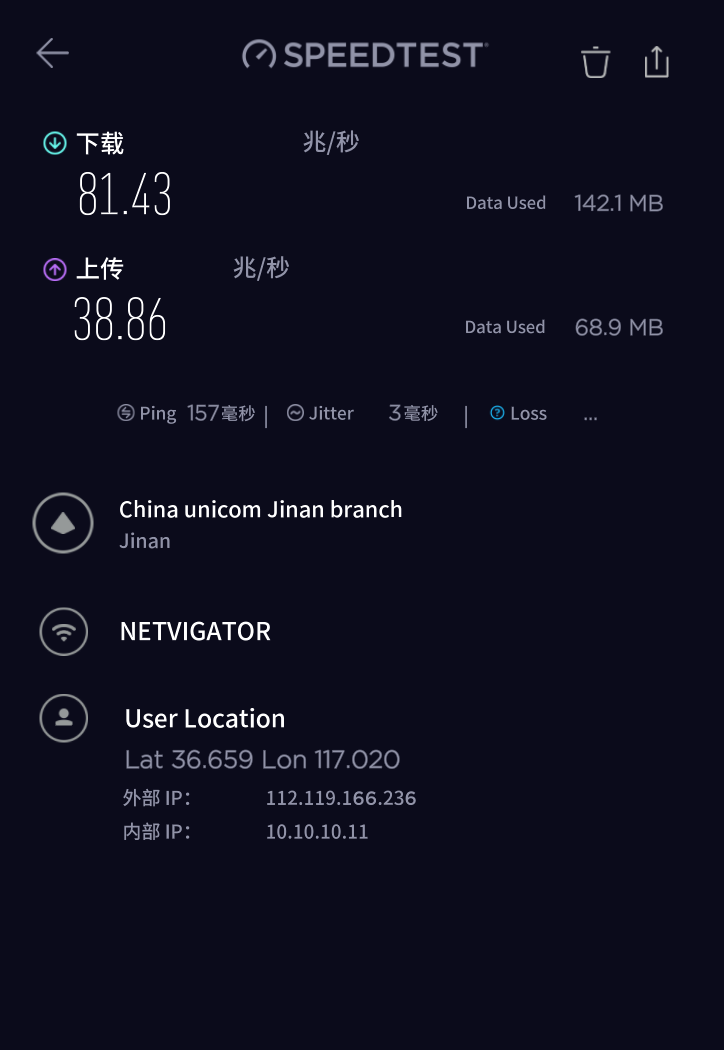 SPEEDTEST
下载 兆/秒
81.43 Data Used 142.1 MB
上传 兆/秒
38.86 Data Used 68.9 MB
Ping 157毫秒 | Jitter 3毫秒 | Loss ...
China unicom Jinan branch
Jinan
NETVIGATOR
User Location
Lat 36.659 Lon 117.020
外部 IP： 112.119.166.236
内部 IP： 10.10.10.11